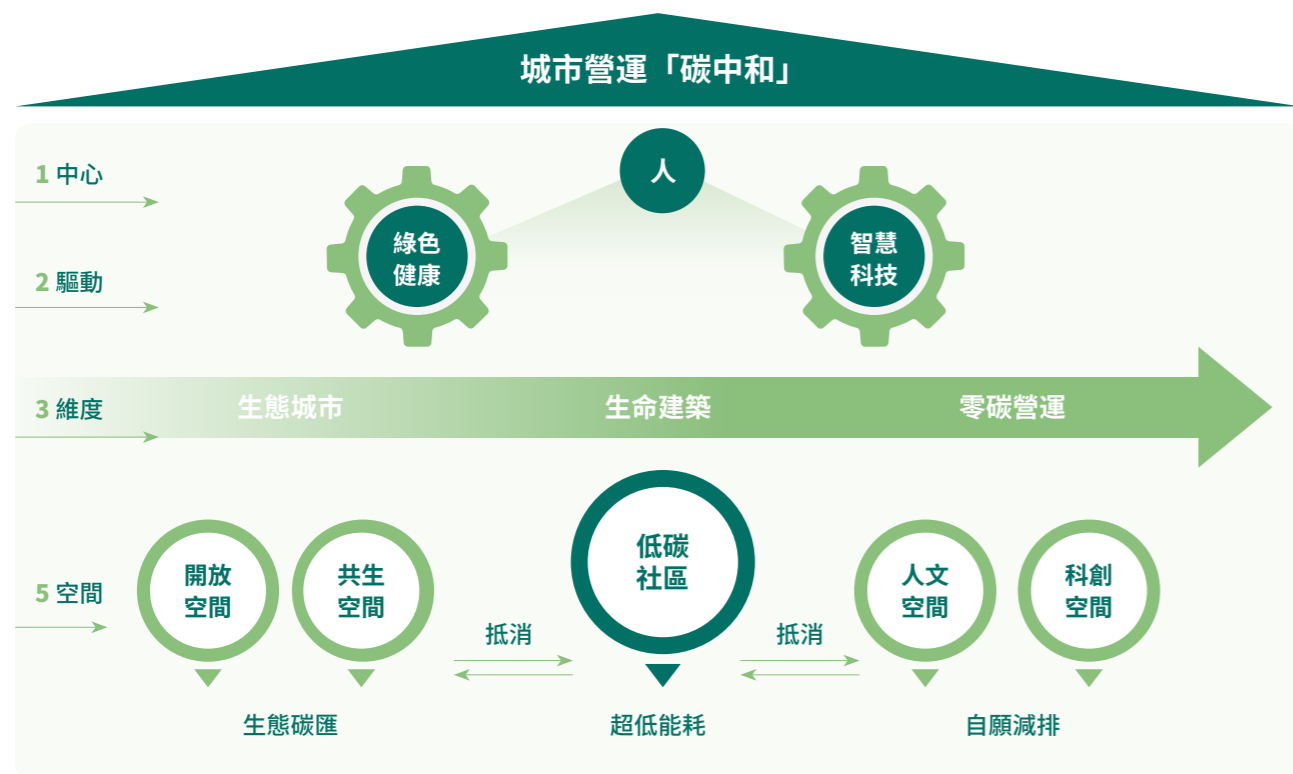 城市營運「碳中和」
1 中心
人
綠色
健康
智慧
科技
2 驅動
3 維度
生態城市
生命建築
零碳營運
5 空間
開放
空間
共生
空間
低碳
社區
人文
空間
科創
空間
抵消
抵消
生態碳匯
超低能耗
自願減排